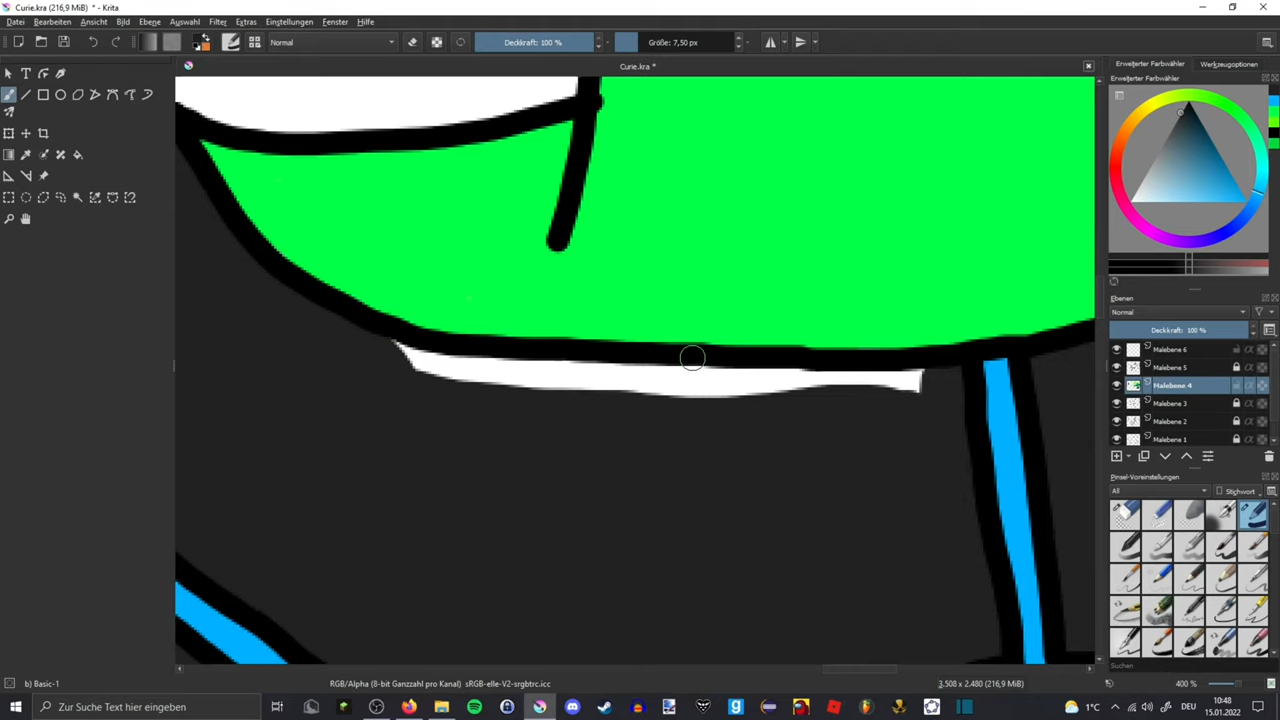 Curie.kra (216,9 MiB) * - Krita
Datei Bearbeiten Ansicht Bild Ebene Auswahl Filter Extras Einstellungen Fenster Hilfe
Normal Deckkraft: 100 % Größe: 7,50 px
Curie.kra *
Erweiterter Farbwähler Werkzeugoptionen
Erweiterter Farbwähler
Ebenen
Normal
Deckkraft: 100 %
Malebene 6
Malebene 5
Malebene 4
Malebene 3
Malebene 2
Malebene 1
Pinsel-Voreinstellungen
All Stichwort
Suchen
b) Basic-1 RGB/Alpha (8-bit Ganzzahl pro Kanal) sRGB-elle-V2-srgbtrc.icc 3.508 x 2.480 (216,9 MiB) 400 %
Zur Suche Text hier eingeben 1°C DEU 10:48
15.01.2022